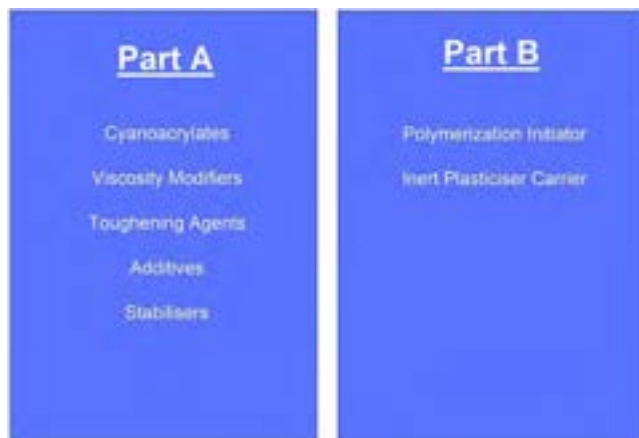 Part A
Cyanoacrylates
Viscosity Modifiers
Toughening Agents
Additives
Stabilisers
Part B
Polymerization Initiator
Inert Plasticiser Carrier